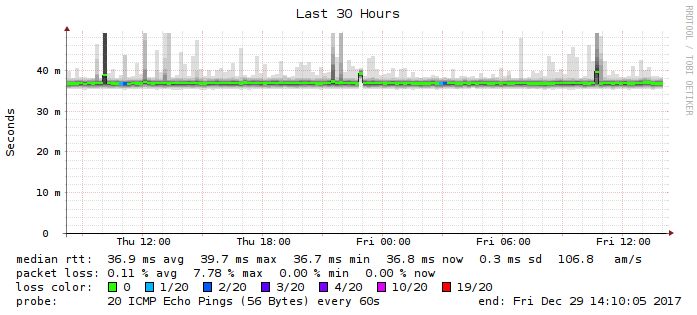 Last 30 Hours
RRDTOOL / TOBI OETIKER
Seconds
40 m
30 m
20 m
10 m
0
Thu 12:00 Thu 18:00 Fri 00:00 Fri 06:00 Fri 12:00
median rtt: 36.9 ms avg 39.7 ms max 36.7 ms min 36.8 ms now 0.3 ms sd 106.8 am/s
packet loss: 0.11 % avg 7.78 % max 0.00 % min 0.00 % now
loss color: 0 1/20 2/20 3/20 4/20 10/20 19/20
probe: 20 ICMP Echo Pings (56 Bytes) every 60s end: Fri Dec 29 14:10:05 2017